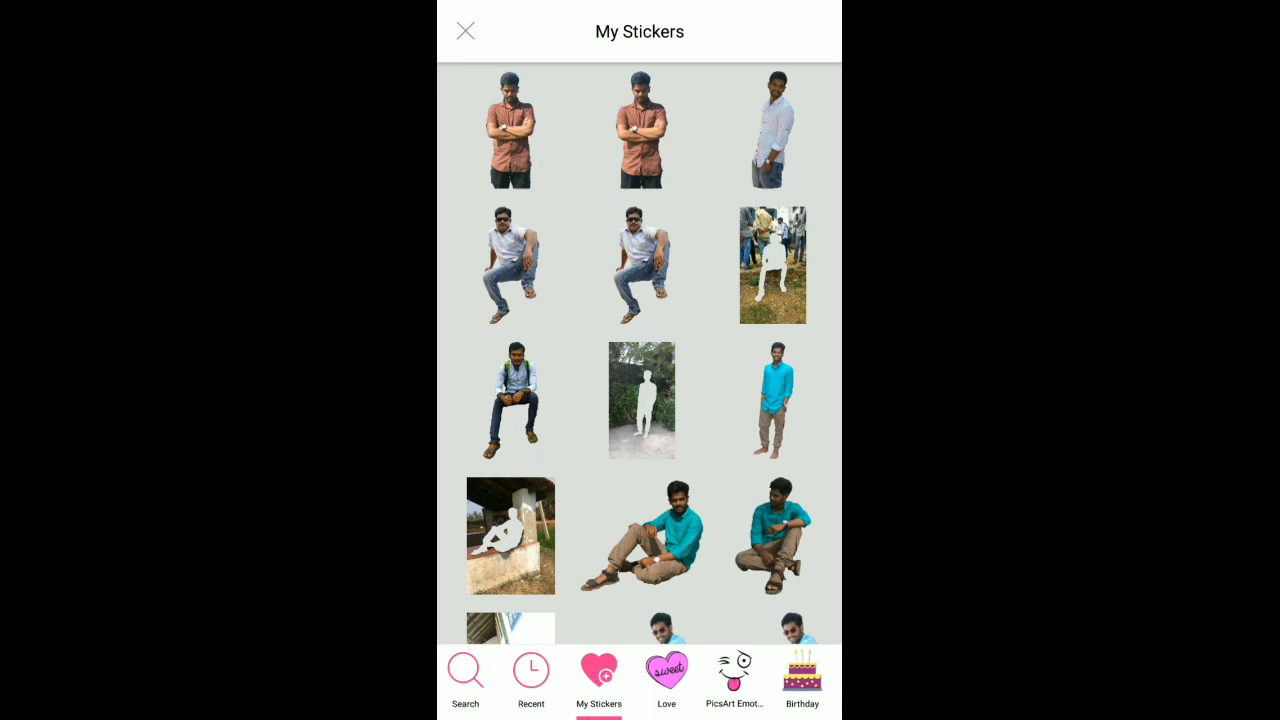 My Stickers
sweet
Search
Recent
My Stickers
Love
PicsArt Emot...
Birthday